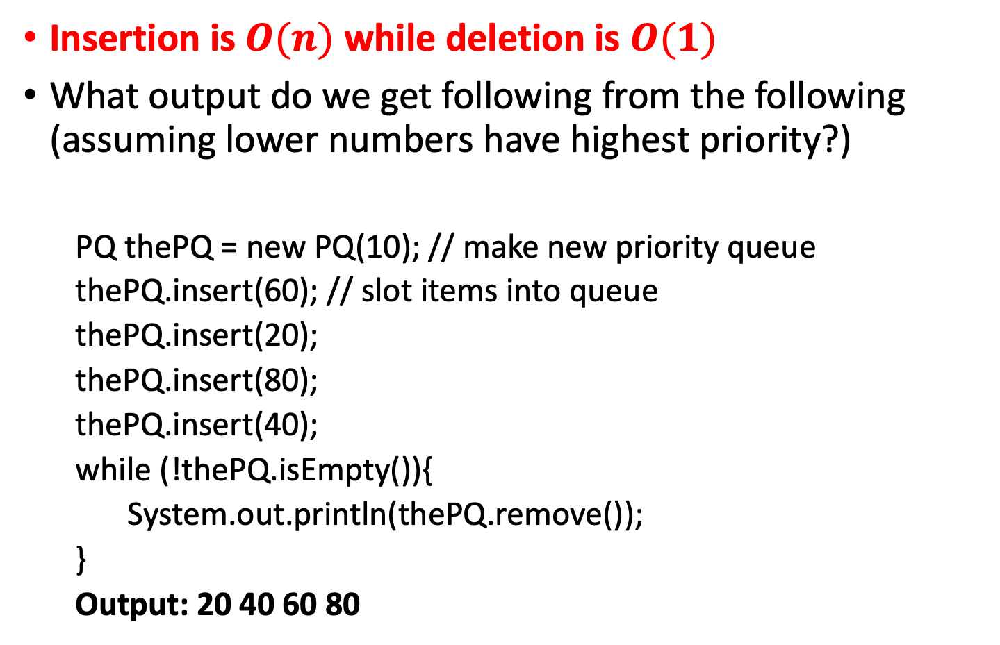 • Insertion is O(n) while deletion is O(1)
• What output do we get following from the following
(assuming lower numbers have highest priority?)
PQ thePQ = new PQ(10); // make new priority queue
thePQ.insert(60); // slot items into queue
thePQ.insert(20);
thePQ.insert(80);
thePQ.insert(40);
while (!thePQ.isEmpty()){
System.out.println(thePQ.remove());
}
Output: 20 40 60 80